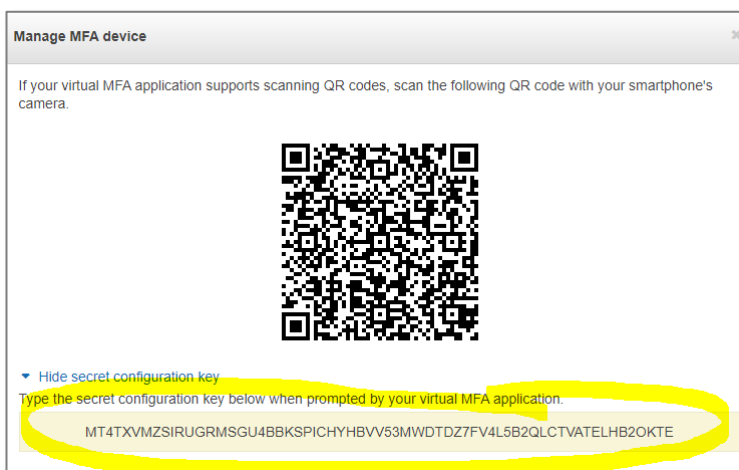 Manage MFA device
If your virtual MFA application supports scanning QR codes, scan the following QR code with your smartphone's
camera.
Hide secret configuration key
Type the secret configuration key below when prompted by your virtual MFA application.
MT4TXVMZSIRUGRMSGU4BBKSPICHYHBVV53MWDTDZ7FV4L5B2QLCTVATELHB2OKTE